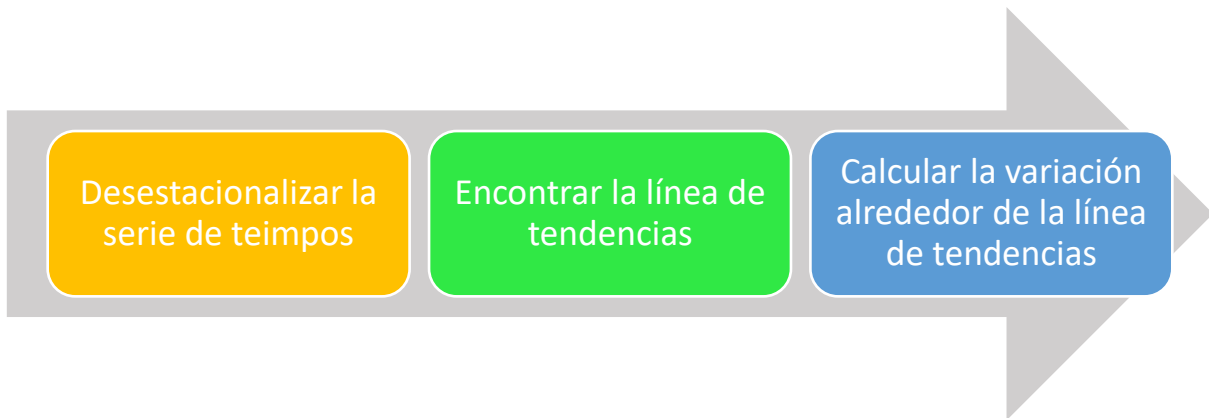 Desestacionalizar la
serie de teimpos
Encontrar la línea de
tendencias
Calcular la variación
alrededor de la línea
de tendencias